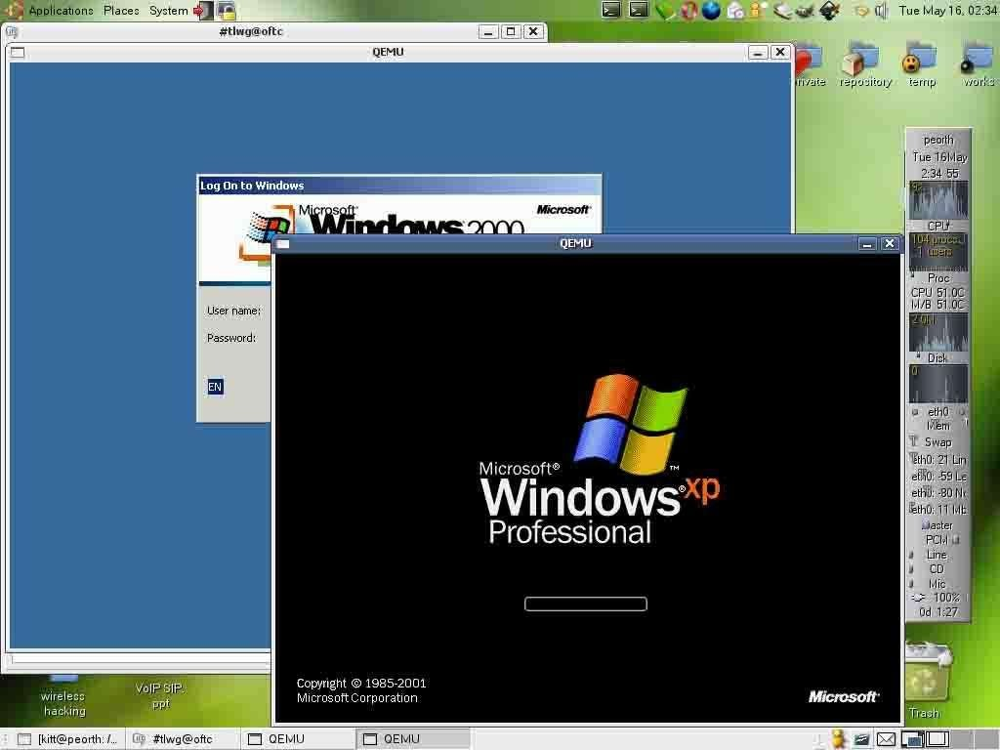 Applications Places System
Tue May 16, 02:34
#tlwg@oftc
QEMU
repository
temp
works
Log On to Windows
Microsoft®
Microsoft®
Windows 2000
User name:
Password:
EN
QEMU
Microsoft®
Windows® xp
TM
Professional
Copyright © 1985-2001
Microsoft Corporation
Microsoft®
peorth
Tue 16May
2:34 55
CPU
104 procs
1 users
Proc
CPU 51.0C
M/B 51.0C
Disk
0
eth0
Mem
Swap
eth0: 21 Lin
eth0: -59 Le
eth0: -80 No
eth0: 11 Mb
PCM
Line
CD
Mic
100%
0d 1:27
wireless
hacking
VoIP SIP.
ppt
Trash
[kitt@peorth: /...
#tlwg@oftc
QEMU
QEMU